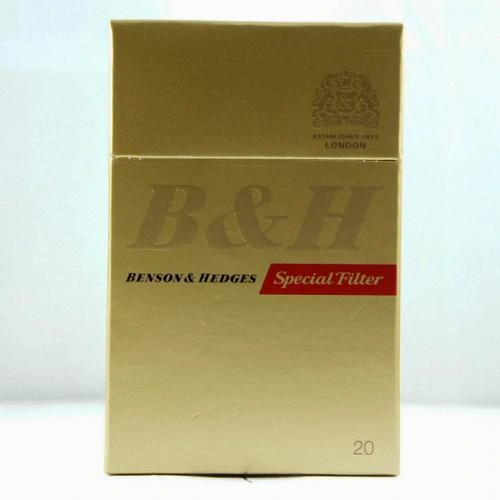 ESTABLISHED 1873
LONDON
B&H
BENSON & HEDGES Special Filter
20